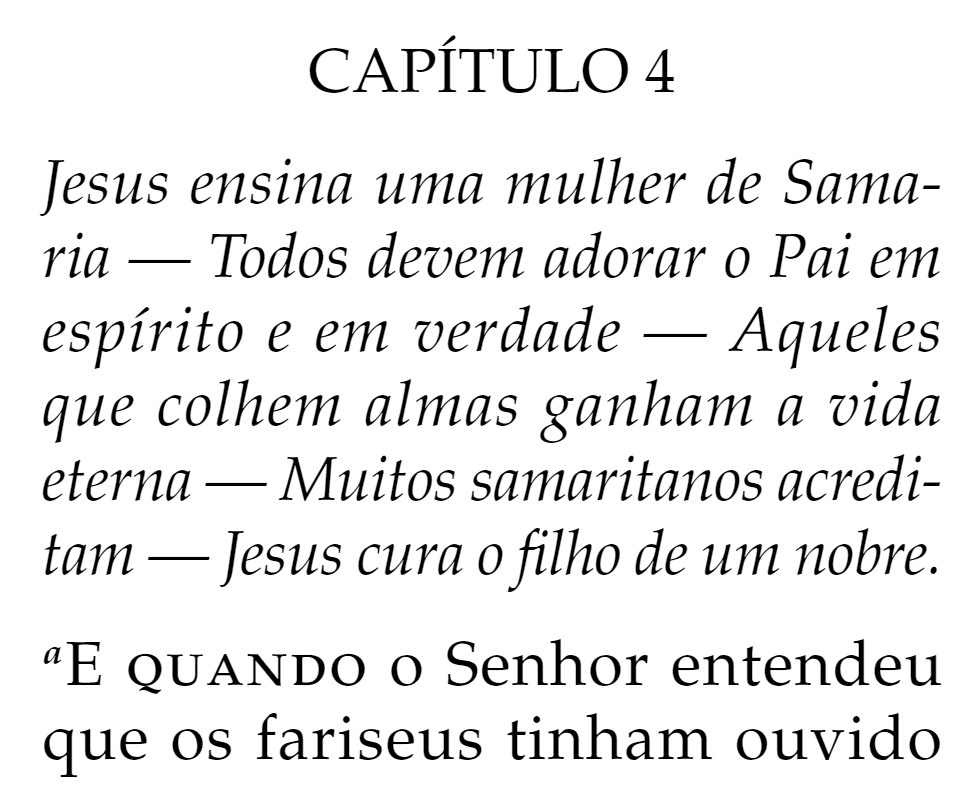 CAPÍTULO 4
Jesus ensina uma mulher de Sama-
ria — Todos devem adorar o Pai em
espírito e em verdade — Aqueles
que colhem almas ganham a vida
eterna — Muitos samaritanos acredi-
tam — Jesus cura o filho de um nobre.
aE QUANDO o Senhor entendeu
que os fariseus tinham ouvido